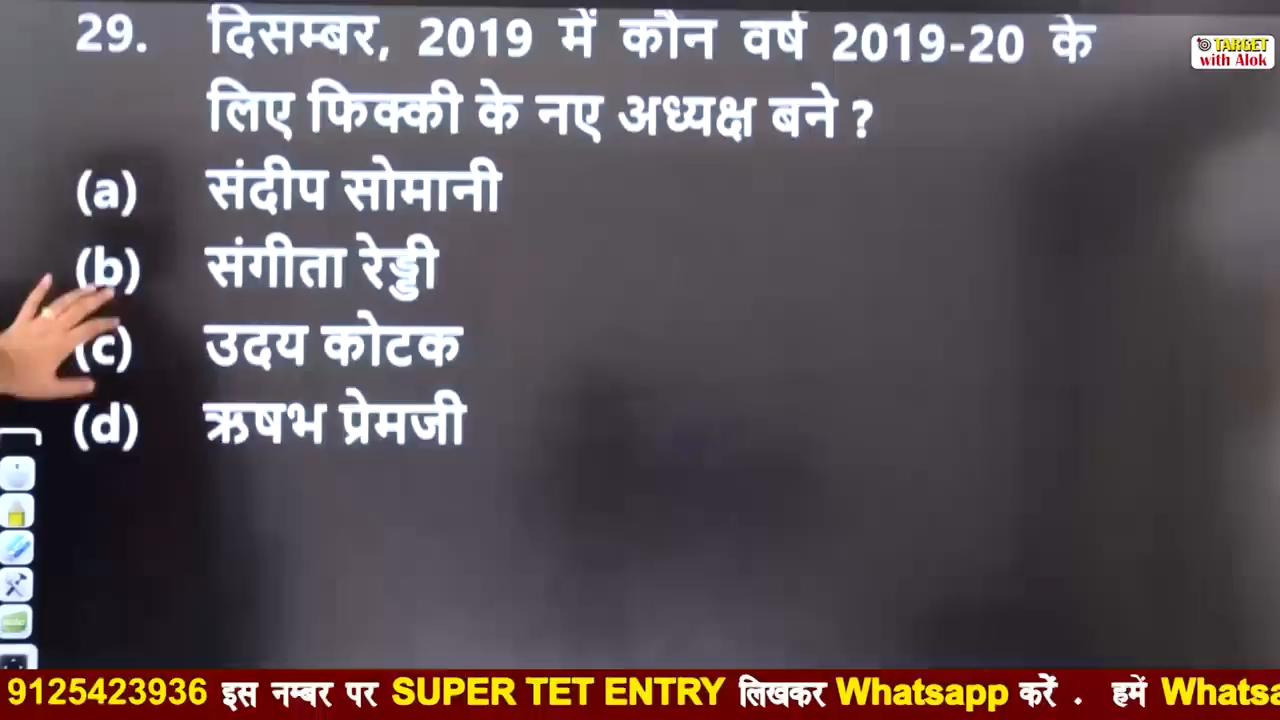 29. दिसम्बर, 2019 में कौन वर्ष 2019-20 के
लिए फिक्की के नए अध्यक्ष बने ?
(a) संदीप सोमानी
(b) संगीता रेड्डी
(c) उदय कोटक
(d) ऋषभ प्रेमजी
TARGET
with Alok
9125423936 इस नम्बर पर SUPER TET ENTRY लिखकर Whatsapp करें . हमें Whatsa